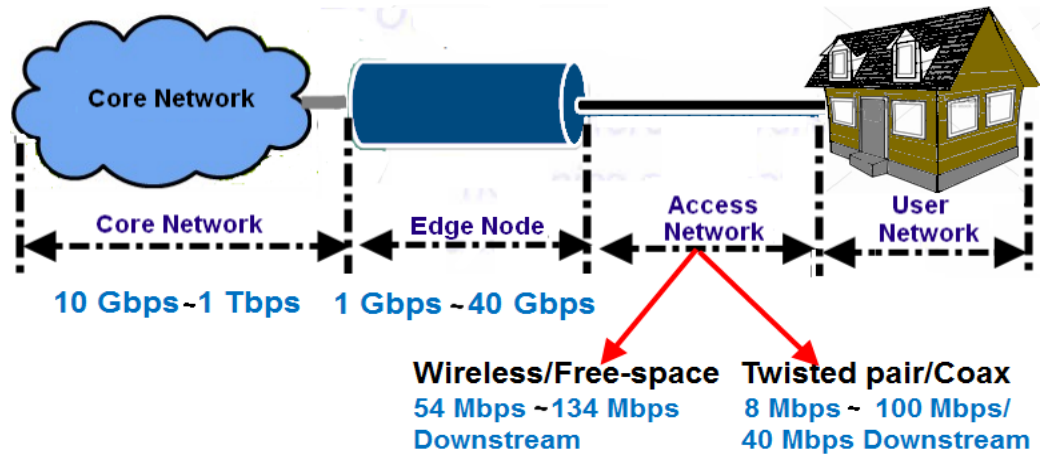 Core Network
Core Network
Edge Node
Access
Network
User
Network
10 Gbps ~ 1 Tbps
1 Gbps ~ 40 Gbps
Wireless/Free-space
54 Mbps ~ 134 Mbps
Downstream
Twisted pair/Coax
8 Mbps ~ 100 Mbps/
40 Mbps Downstream